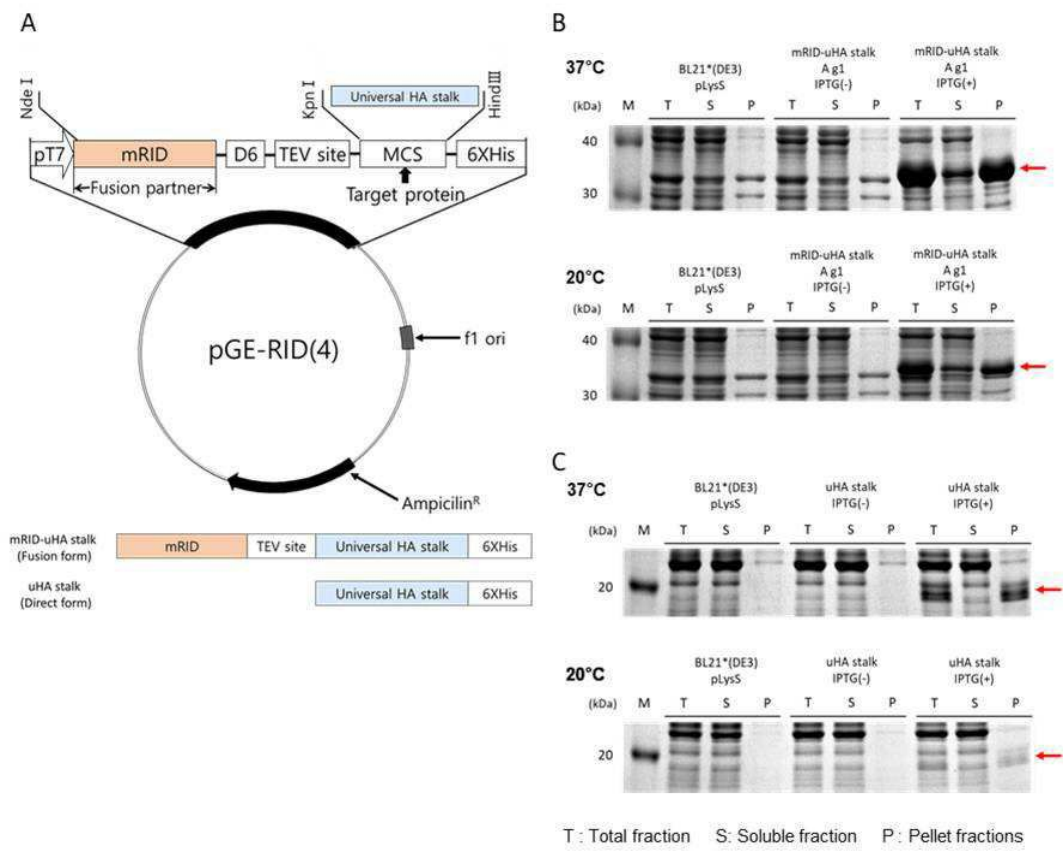 A
Nde I
Kpn I
Universal HA stalk
Hind III
pT7
mRID
D6
TEV site
MCS
6XHis
Fusion partner
Target protein
pGE-RID(4)
f1 ori
Ampicilin^R
mRID-uHA stalk
(Fusion form)
mRID
TEV site
Universal HA stalk
6XHis
uHA stalk
(Direct form)
Universal HA stalk
6XHis
B
37°C
BL21*(DE3)
pLysS
mRID-uHA stalk
A g1
IPTG(-)
mRID-uHA stalk
A g1
IPTG(+)
(kDa) M T S P T S P T S P
40
30
20°C
BL21*(DE3)
pLysS
mRID-uHA stalk
A g1
IPTG(-)
mRID-uHA stalk
A g1
IPTG(+)
(kDa) M T S P T S P T S P
40
30
C
37°C
BL21*(DE3)
pLysS
uHA stalk
IPTG(-)
uHA stalk
IPTG(+)
(kDa) M T S P T S P T S P
20
20°C
BL21*(DE3)
pLysS
uHA stalk
IPTG(-)
uHA stalk
IPTG(+)
(kDa) M T S P T S P T S P
20
T : Total fraction S: Soluble fraction P : Pellet fractions